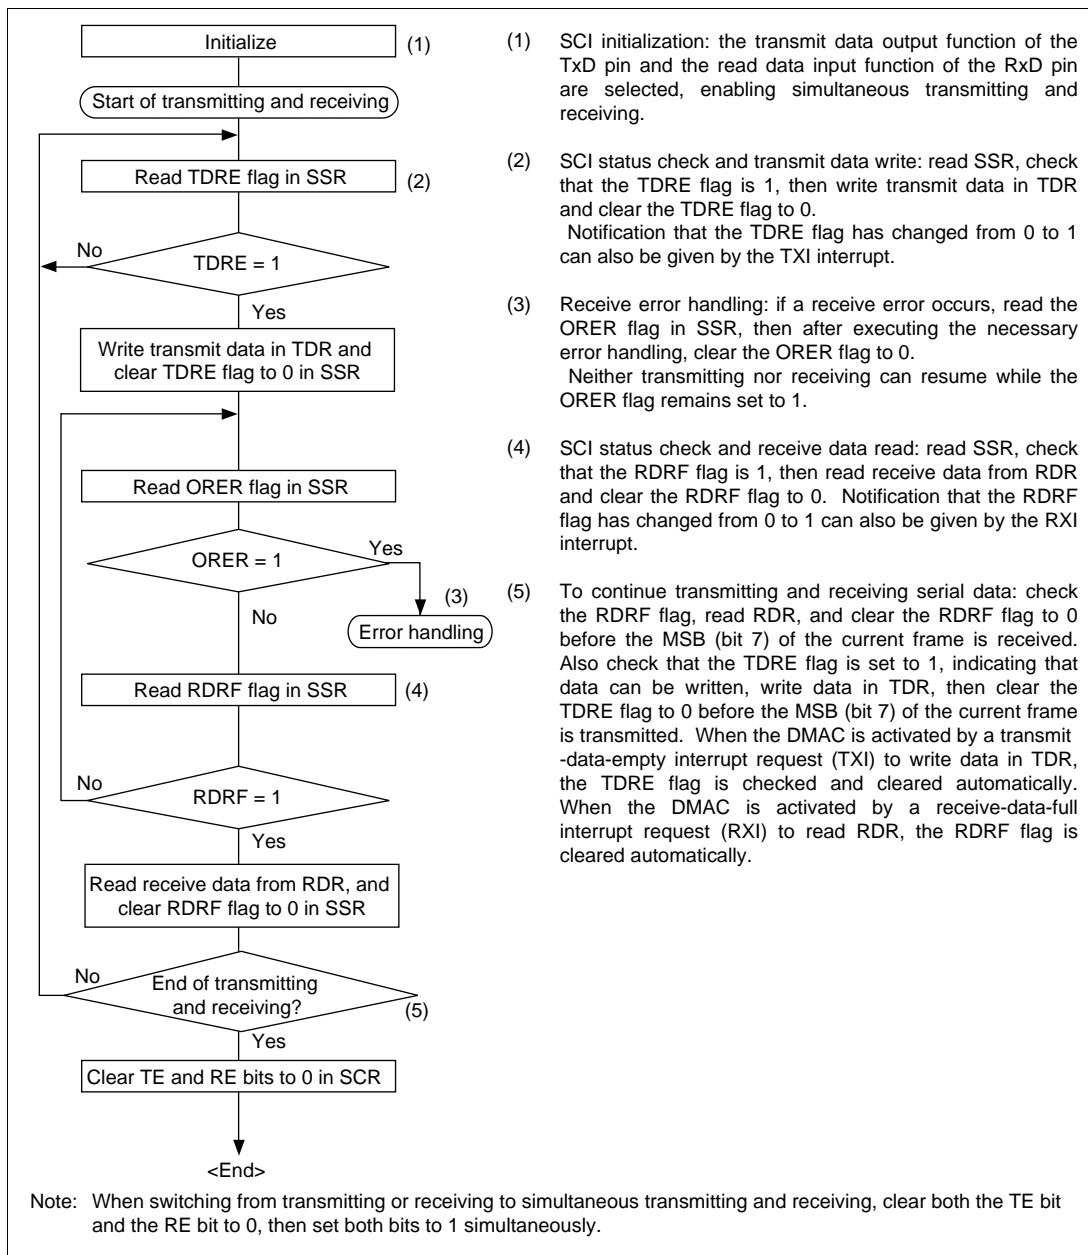 Initialize
(1)
Start of transmitting and receiving
Read TDRE flag in SSR
(2)
No
TDRE = 1
Yes
Write transmit data in TDR and
clear TDRE flag to 0 in SSR
Read ORER flag in SSR
ORER = 1
Yes
(3)
No
Error handling
Read RDRF flag in SSR
(4)
No
RDRF = 1
Yes
Read receive data from RDR, and
clear RDRF flag to 0 in SSR
No
End of transmitting
and receiving?
(5)
Yes
Clear TE and RE bits to 0 in SCR
<End>
(1) SCI initialization: the transmit data output function of the
TxD pin and the read data input function of the RxD pin
are selected, enabling simultaneous transmitting and
receiving.
(2) SCI status check and transmit data write: read SSR, check
that the TDRE flag is 1, then write transmit data in TDR
and clear the TDRE flag to 0.
Notification that the TDRE flag has changed from 0 to 1
can also be given by the TXI interrupt.
(3) Receive error handling: if a receive error occurs, read the
ORER flag in SSR, then after executing the necessary
error handling, clear the ORER flag to 0.
Neither transmitting nor receiving can resume while the
ORER flag remains set to 1.
(4) SCI status check and receive data read: read SSR, check
that the RDRF flag is 1, then read receive data from RDR
and clear the RDRF flag to 0. Notification that the RDRF
flag has changed from 0 to 1 can also be given by the RXI
interrupt.
(5) To continue transmitting and receiving serial data: check
the RDRF flag, read RDR, and clear the RDRF flag to 0
before the MSB (bit 7) of the current frame is received.
Also check that the TDRE flag is set to 1, indicating that
data can be written, write data in TDR, then clear the
TDRE flag to 0 before the MSB (bit 7) of the current frame
is transmitted. When the DMAC is activated by a transmit
-data-empty interrupt request (TXI) to write data in TDR,
the TDRE flag is checked and cleared automatically.
When the DMAC is activated by a receive-data-full
interrupt request (RXI) to read RDR, the RDRF flag is
cleared automatically.
Note: When switching from transmitting or receiving to simultaneous transmitting and receiving, clear both the TE bit
and the RE bit to 0, then set both bits to 1 simultaneously.